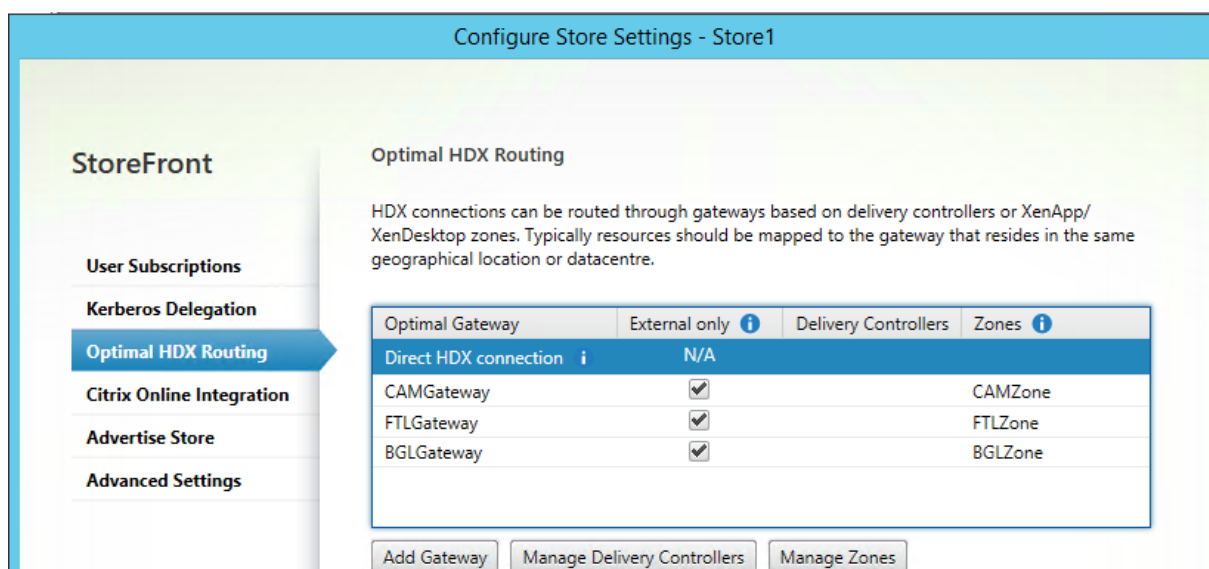 Configure Store Settings - Store1
StoreFront
User Subscriptions
Kerberos Delegation
Optimal HDX Routing
Citrix Online Integration
Advertise Store
Advanced Settings
Optimal HDX Routing
HDX connections can be routed through gateways based on delivery controllers or XenApp/
XenDesktop zones. Typically resources should be mapped to the gateway that resides in the same
geographical location or datacentre.
Optimal Gateway External only i Delivery Controllers Zones i
Direct HDX connection i N/A
CAMGateway CAMZone
FTLGateway FTLZone
BGLGateway BGLZone
Add Gateway Manage Delivery Controllers Manage Zones